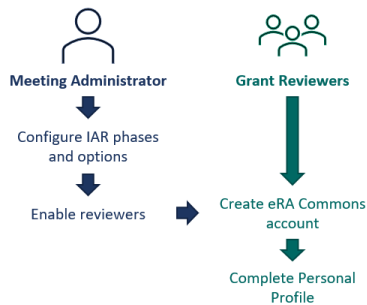 Meeting Administrator
Configure IAR phases
and options
Enable reviewers
Grant Reviewers
Create eRA Commons
account
Complete Personal
Profile